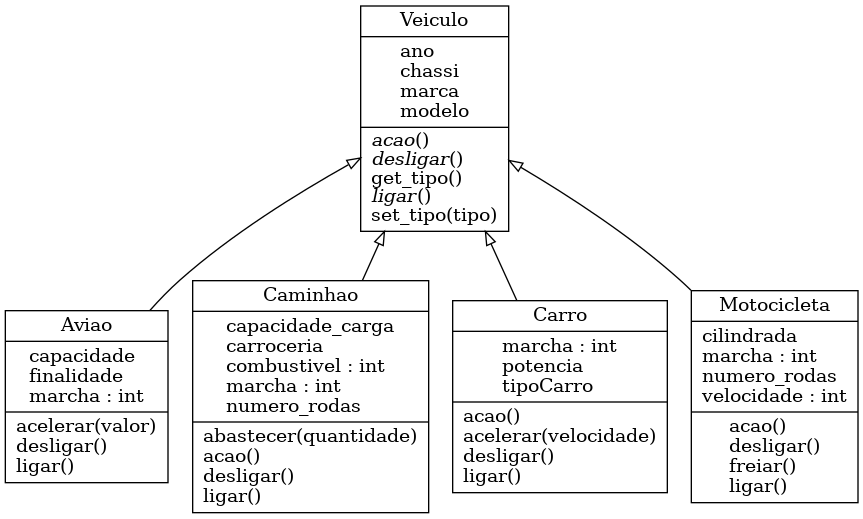 Veiculo
ano
chassi
marca
modelo
acao()
desligar()
get_tipo()
ligar()
set_tipo(tipo)
Aviao
capacidade
finalidade
marcha : int
acelerar(valor)
desligar()
ligar()
Caminhao
capacidade_carga
carroceria
combustivel : int
marcha : int
numero_rodas
abastecer(quantidade)
acao()
desligar()
ligar()
Carro
marcha : int
potencia
tipoCarro
acao()
acelerar(velocidade)
desligar()
ligar()
Motocicleta
cilindrada
marcha : int
numero_rodas
velocidade : int
acao()
desligar()
freiar()
ligar()